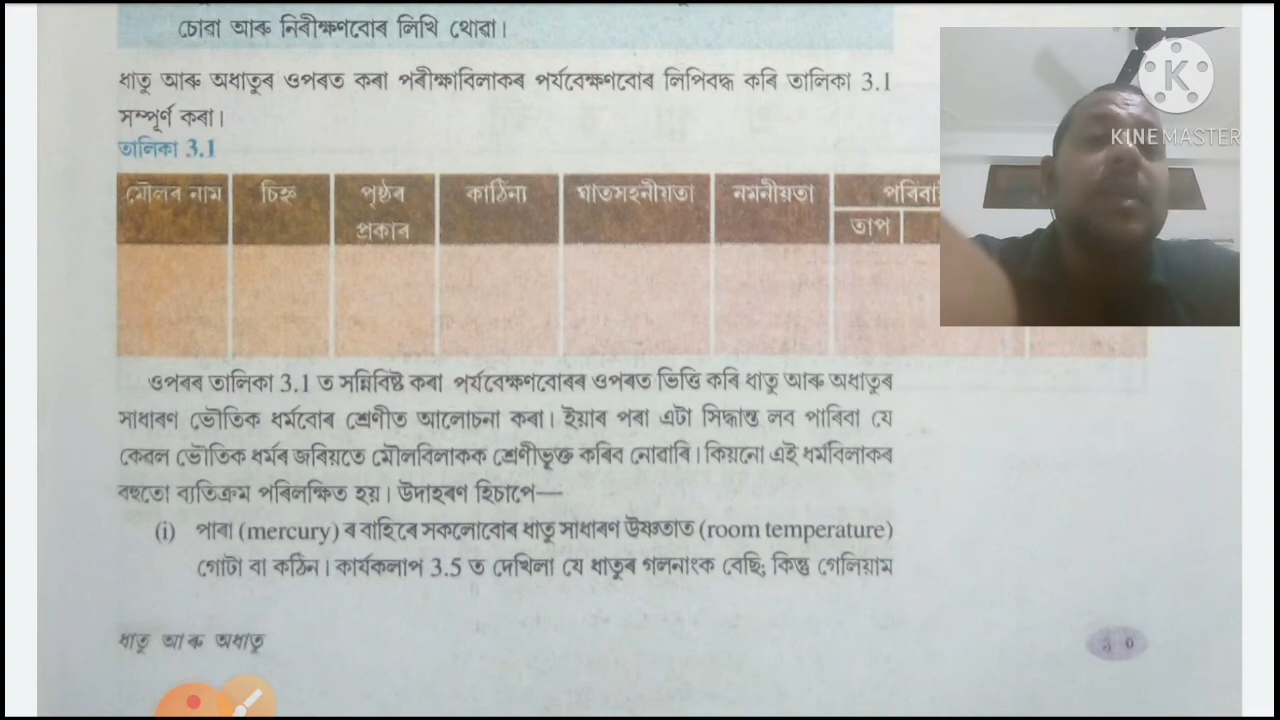 চোৱা আৰু নিৰীক্ষণবোৰ লিখি থোৱা।
ধাতু আৰু অধাতুৰ ওপৰত কৰা পৰীক্ষাবিলাকৰ পৰ্যবেক্ষণবোৰ লিপিবদ্ধ কৰি তালিকা 3.1
সম্পূৰ্ণ কৰা।
তালিকা 3.1
মৌলৰ নাম চিহ্ন পৃষ্ঠৰ প্ৰকাৰ কাঠিন্য ঘাতসহনীয়তা নমনীয়তা
তাপ
KINEMASTER
ওপৰৰ তালিকা 3.1 ত সন্নিবিষ্ট কৰা পৰ্যবেক্ষণবোৰৰ ওপৰত ভিত্তি কৰি ধাতু আৰু অধাতুৰ
সাধাৰণ ভৌতিক ধৰ্মবোৰ শ্ৰেণীত আলোচনা কৰা। ইয়াৰ পৰা এটা সিদ্ধান্ত লব পাৰিবা যে
কেৱল ভৌতিক ধৰ্মৰ জৰিয়তে মৌলবিলাকক শ্ৰেণীভুক্ত কৰিব নোৱাৰি। কিয়নো এই ধৰ্মবিলাকৰ
বহুতো ব্যতিক্ৰম পৰিলক্ষিত হয়। উদাহৰণ হিচাপে—
(i) পাৰা (mercury) ৰ বাহিৰে সকলোবোৰ ধাতু সাধাৰণ উষ্ণতাত (room temperature)
গোটা বা কঠিন। কাৰ্যকলাপ 3.5 ত দেখিলা যে ধাতুৰ গলনাংক বেছি; কিন্তু গেলিয়াম
ধাতু আৰু অধাতু